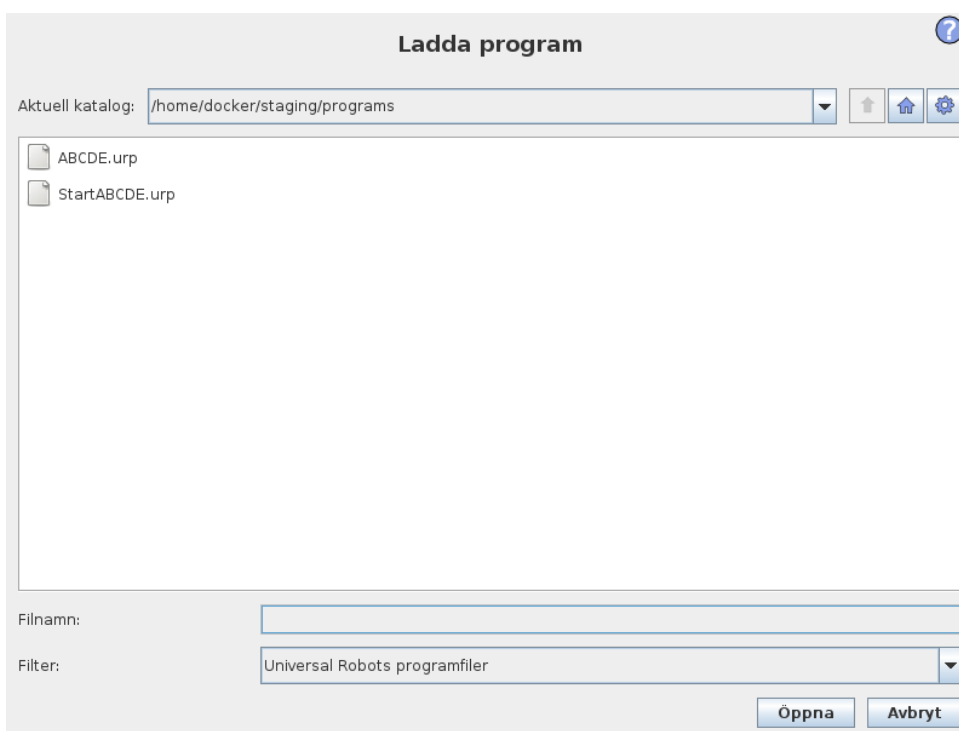 Ladda program
Aktuell katalog: /home/docker/staging/programs
ABCDE.urp
StartABCDE.urp
Filnamn:
Filter: Universal Robots programfiler
Öppna Avbryt